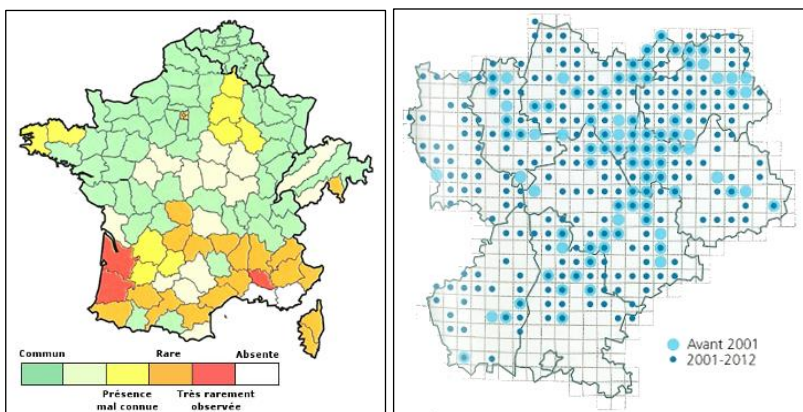 Commun Rare Absente
Présence
mal connue
Très rarement
observée
Avant 2001
2001-2012